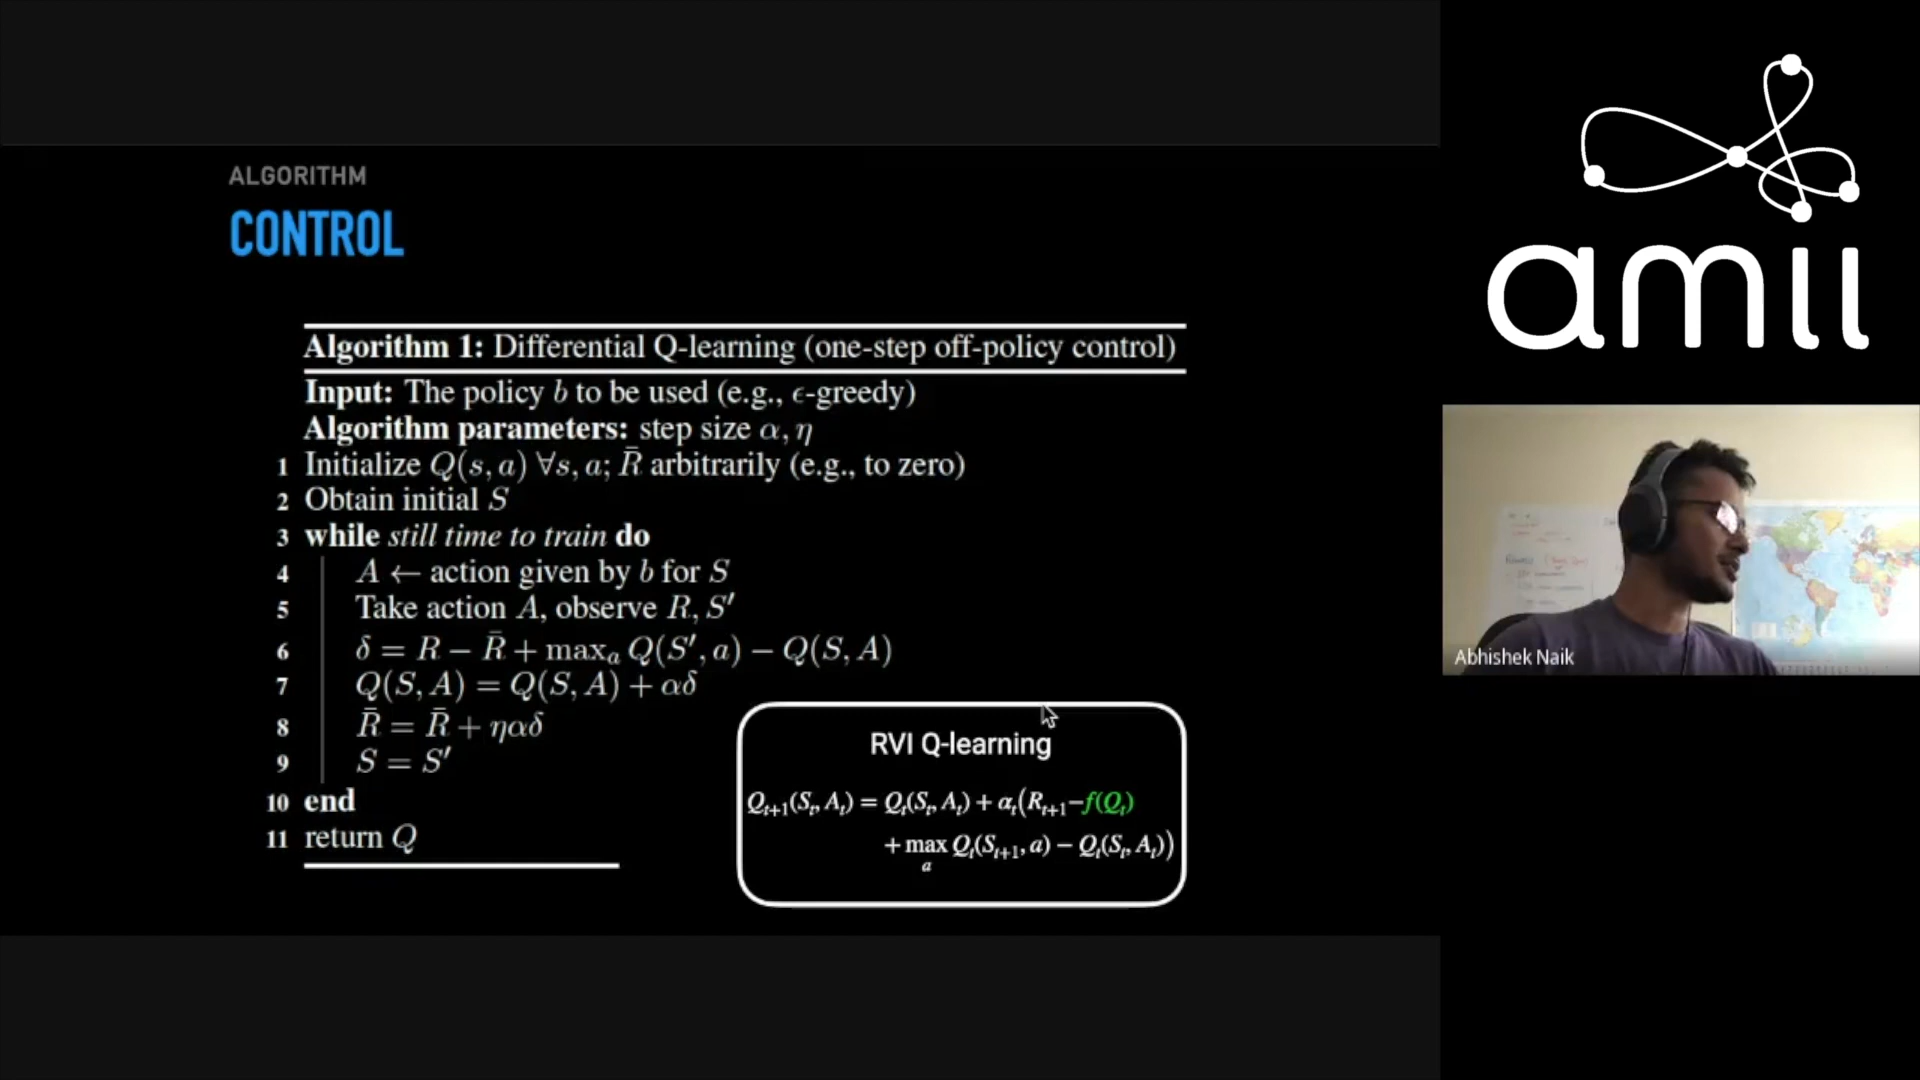 ALGORITHM
CONTROL
Algorithm 1: Differential Q-learning (one-step off-policy control)
Input: The policy b to be used (e.g., ϵ-greedy)
Algorithm parameters: step size α, η
1 Initialize Q(s, a) ∀s, a; R̄ arbitrarily (e.g., to zero)
2 Obtain initial S
3 while still time to train do
4 A ← action given by b for S
5 Take action A, observe R, S′
6 δ = R − R̄ + maxₐ Q(S′, a) − Q(S, A)
7 Q(S, A) = Q(S, A) + αδ
8 R̄ = R̄ + ηαδ
9 S = S′
10 end
11 return Q
RVI Q-learning
Qₜ₊₁(Sₜ, Aₜ) = Qₜ(Sₜ, Aₜ) + αₜ(Rₜ₊₁−f(Qₜ)
+ max Qₜ(Sₜ₊₁, a) − Qₜ(Sₜ, Aₜ))
a
amii
Abhishek Naik